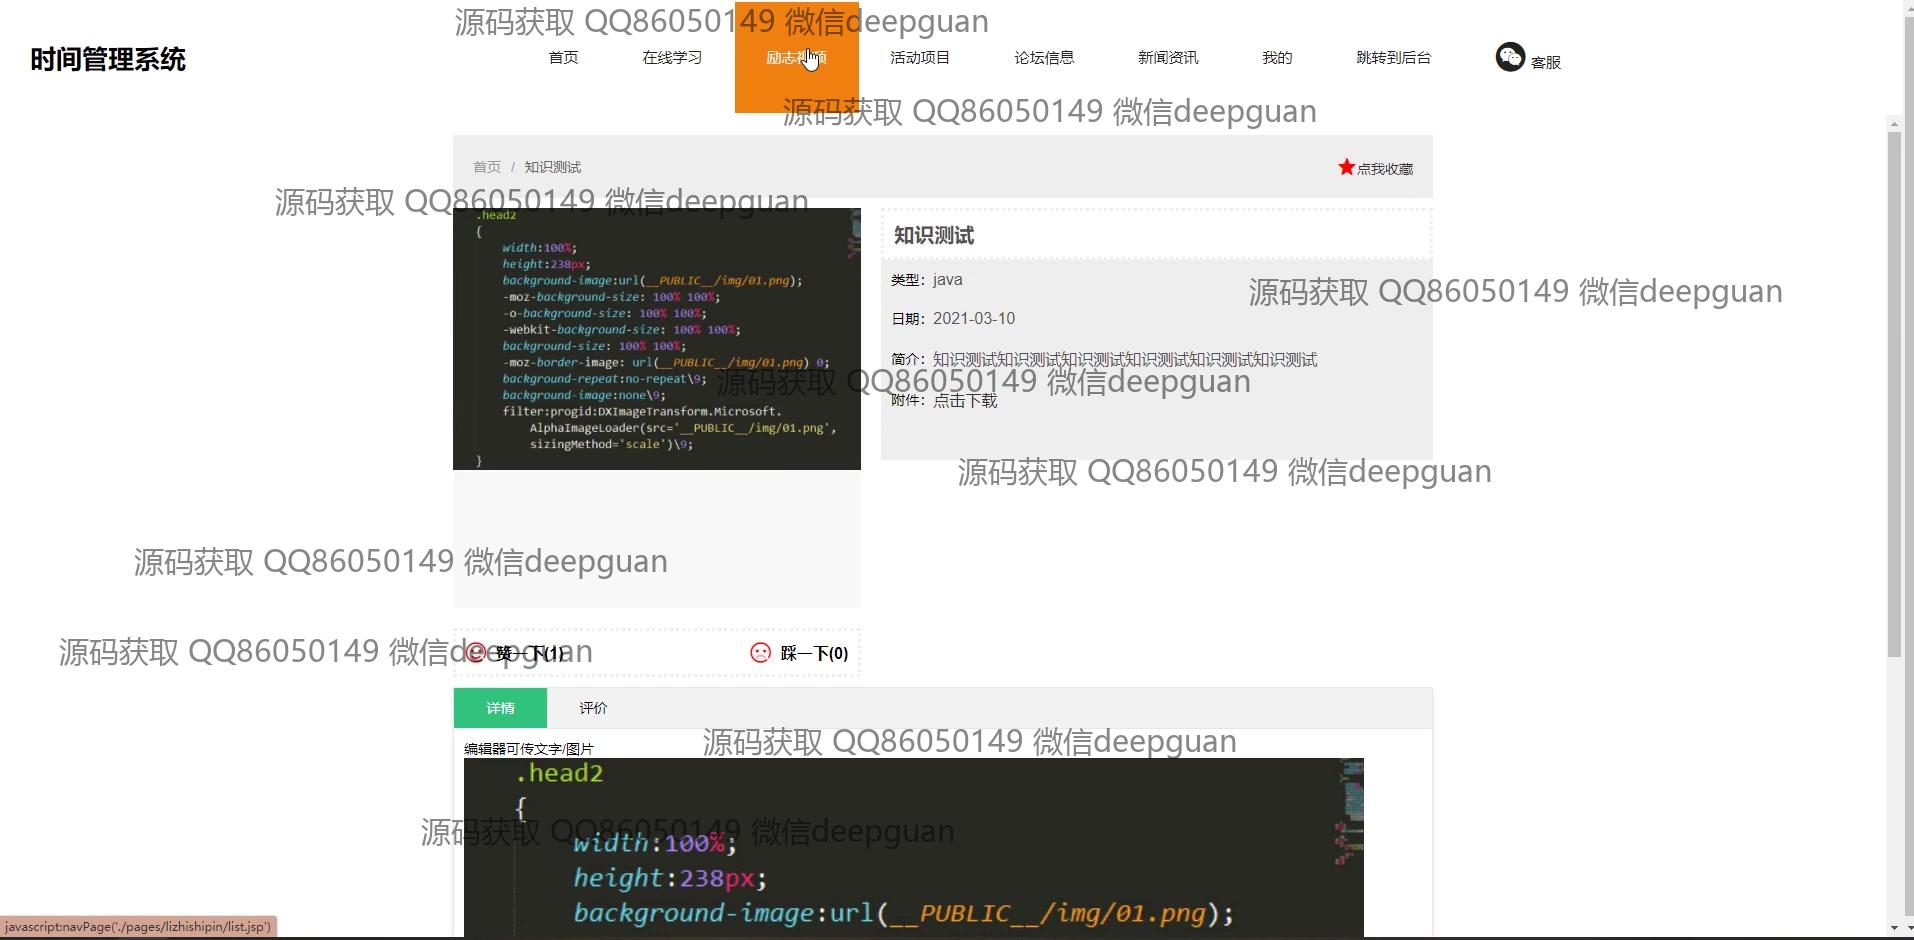 源码获取 QQ86050149 微信deepguan
时间管理系统
首页 在线学习 励志视频 活动项目 论坛信息 新闻资讯 我的 跳转到后台 客服
源码获取 QQ86050149 微信deepguan
首页 / 知识测试
点我收藏
源码获取 QQ86050149 微信deepguan
.head2
{
width:100%;
height:238px;
background-image:url(__PUBLIC__/img/01.png);
-moz-background-size: 100% 100%;
-o-background-size: 100% 100%;
-webkit-background-size: 100% 100%;
background-size: 100% 100%;
-moz-border-image: url(__PUBLIC__/img/01.png) 0;
background-repeat:no-repeat\9;
background-image:none\9;
filter:progid:DXImageTransform.Microsoft.
AlphaImageLoader(src='__PUBLIC__/img/01.png',
sizingMethod='scale')\9;
}
知识测试
类型：java
源码获取 QQ86050149 微信deepguan
日期：2021-03-10
简介：知识测试知识测试知识测试知识测试知识测试知识测试
源码获取 QQ86050149 微信deepguan
附件：点击下载
源码获取 QQ86050149 微信deepguan
源码获取 QQ86050149 微信deepguan
源码获取 QQ86050149 微信deepguan
赞一下(1)
踩一下(0)
详情 评价
源码获取 QQ86050149 微信deepguan
编辑器可传文字/图片
.head2
{
源码获取 QQ86050149 微信deepguan
width:100%;
height:238px;
background-image:url(__PUBLIC__/img/01.png);
javascript:navPage('./pages/lizhishipin/list.jsp')